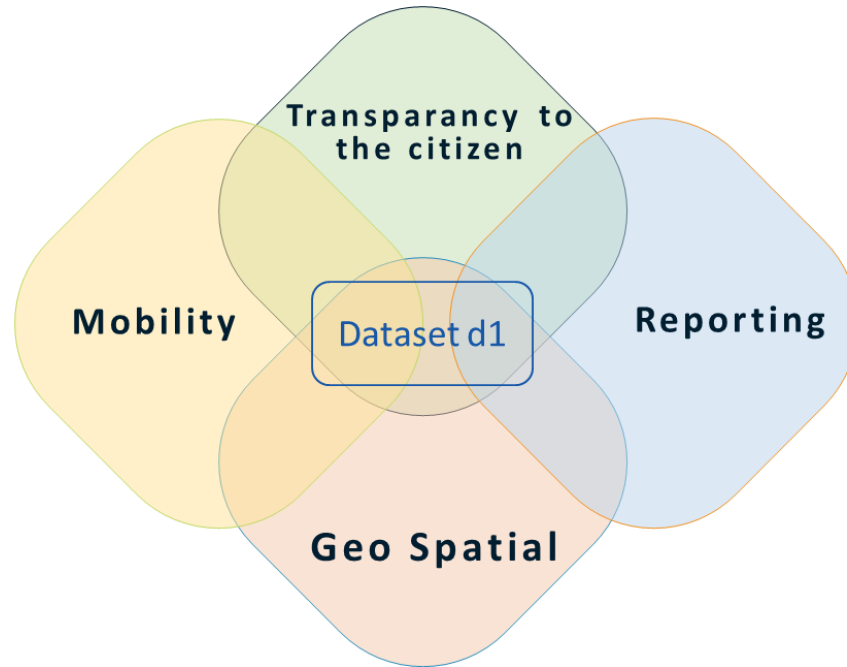 Transparancy to
the citizen
Mobility
Dataset d1
Reporting
Geo Spatial